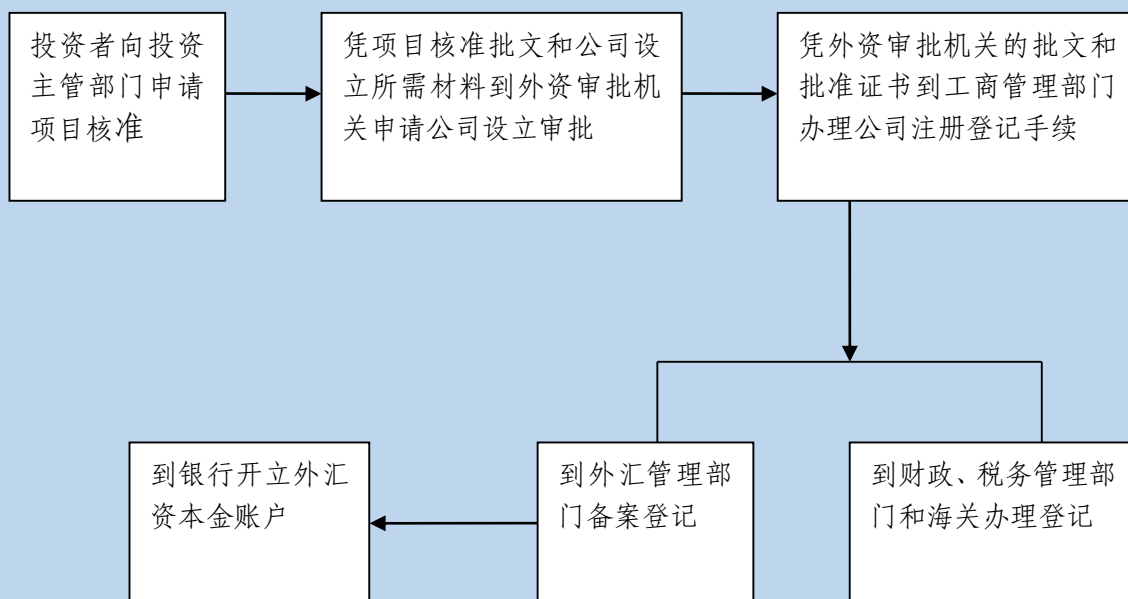 投资者向投资
主管部门申请
项目核准
凭项目核准批文和公司设
立所需材料到外资审批机
关申请公司设立审批
凭外资审批机关的批文和
批准证书到工商管理部门
办理公司注册登记手续
到银行开立外汇
资本金账户
到外汇管理部
门备案登记
到财政、税务管理部
门和海关办理登记